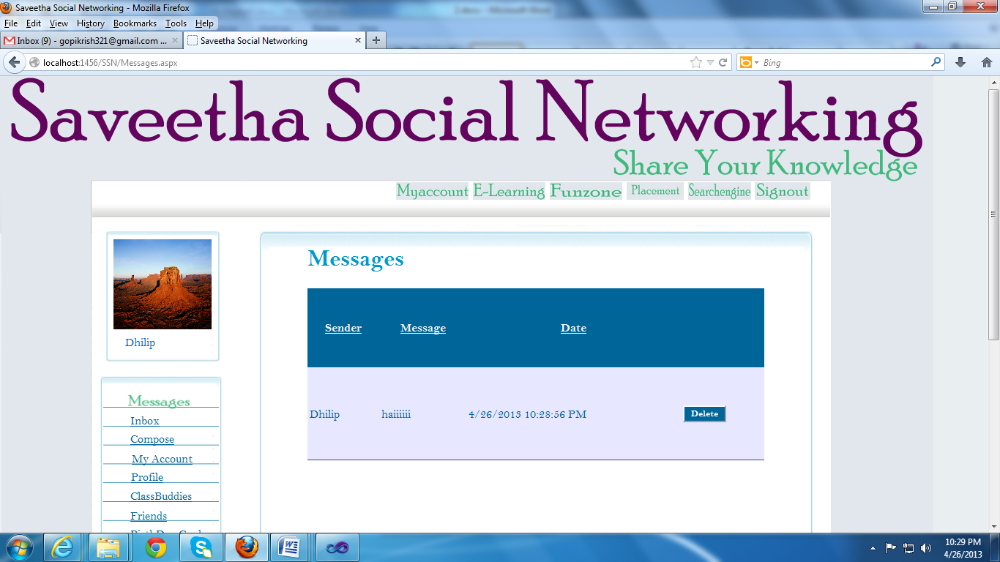 Saveetha Social Networking - Mozilla Firefox
File Edit View History Bookmarks Tools Help
Inbox (9) - gopikrish321@gmail.com ... Saveetha Social Networking
localhost:1456/SSN/Messages.aspx Bing
Saveetha Social Networking
Share Your Knowledge
Myaccount E-Learning Funzone Placement Searchengine Signout
Dhilip
Messages
Inbox
Compose
My Account
Profile
ClassBuddies
Friends
Messages
Sender Message Date
Dhilip haiiiiii 4/26/2013 10:28:56 PM Delete
10:29 PM
4/26/2013